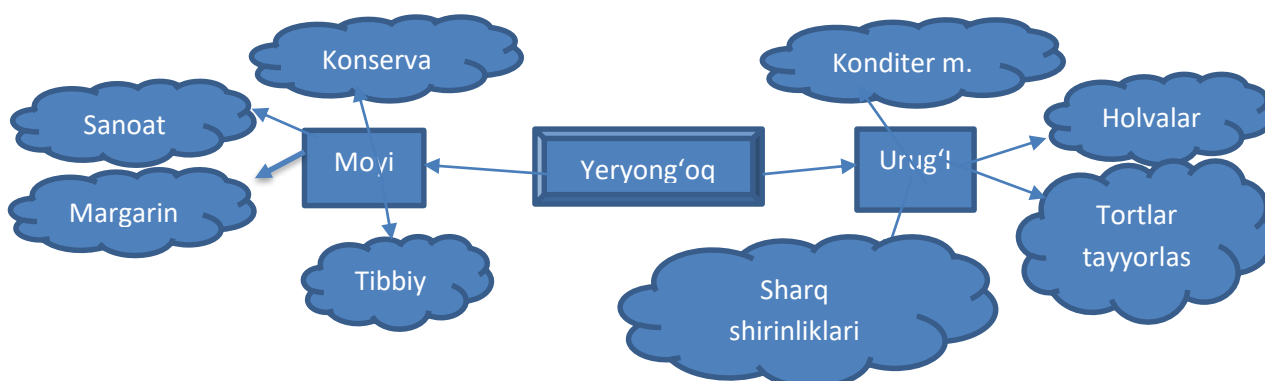 Konserva
Konditer m.
Sanoat
Holvalar
Moyi
Yeryong‘oq
Urug‘l
Margarin
Tortlar
tayyorlas
Tibbiy
Sharq
shirinliklari